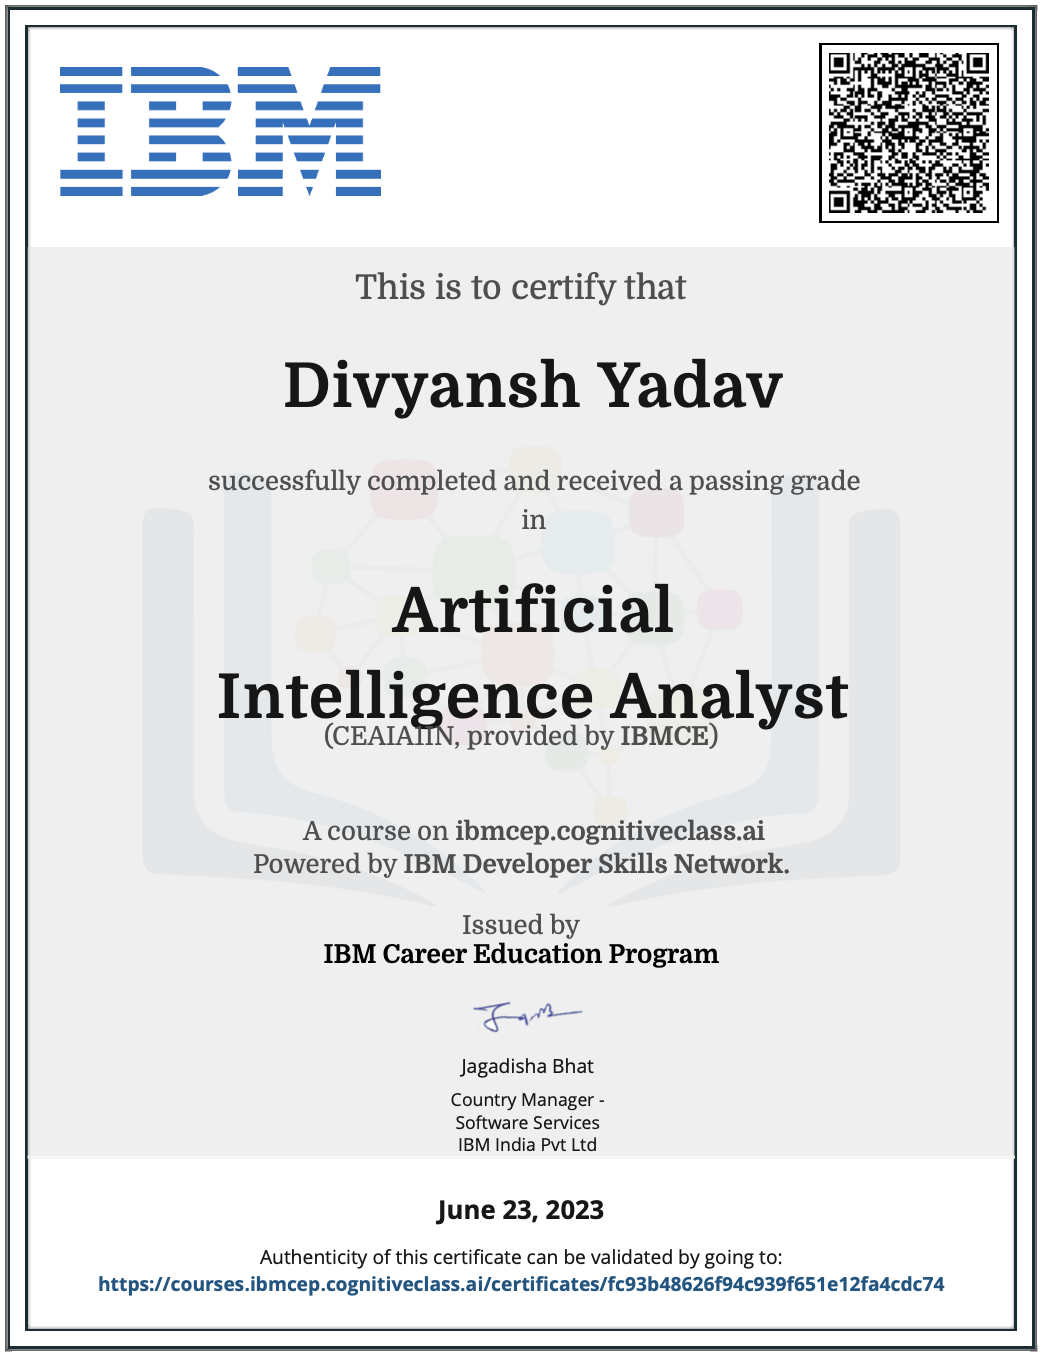 IBM
This is to certify that
Divyansh Yadav
successfully completed and received a passing grade
in
Artificial
Intelligence Analyst
(CEAIA1IN, provided by IBMCE)
A course on ibmcep.cognitiveclass.ai
Powered by IBM Developer Skills Network.
Issued by
IBM Career Education Program
Jagadisha Bhat
Country Manager -
Software Services
IBM India Pvt Ltd
June 23, 2023
Authenticity of this certificate can be validated by going to:
https://courses.ibmcep.cognitiveclass.ai/certificates/fc93b48626f94c939f651e12fa4cdc74